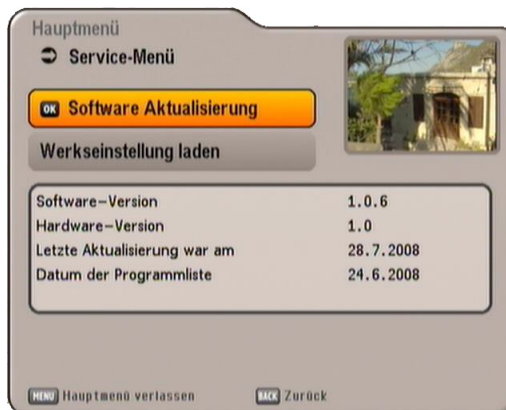 Hauptmenü
Service-Menü
OK Software Aktualisierung
Werkseinstellung laden
Software-Version 1.0.6
Hardware-Version 1.0
Letzte Aktualisierung war am 28.7.2008
Datum der Programmliste 24.6.2008
MENU Hauptmenü verlassen BACK Zurück